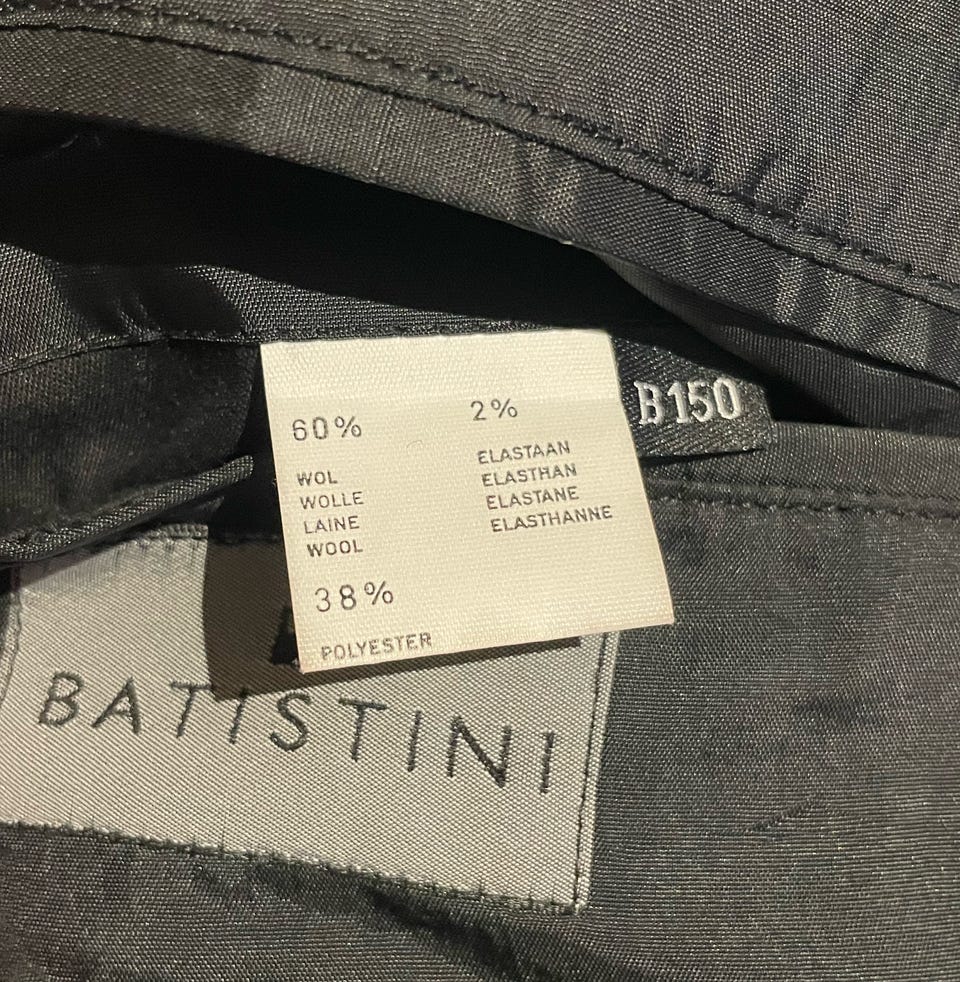 60%
WOL
WOLLE
LAINE
WOOL
38%
POLYESTER
2%
ELASTAAN
ELASTHAN
ELASTANE
ELASTHANNE
B150
BATISTINI